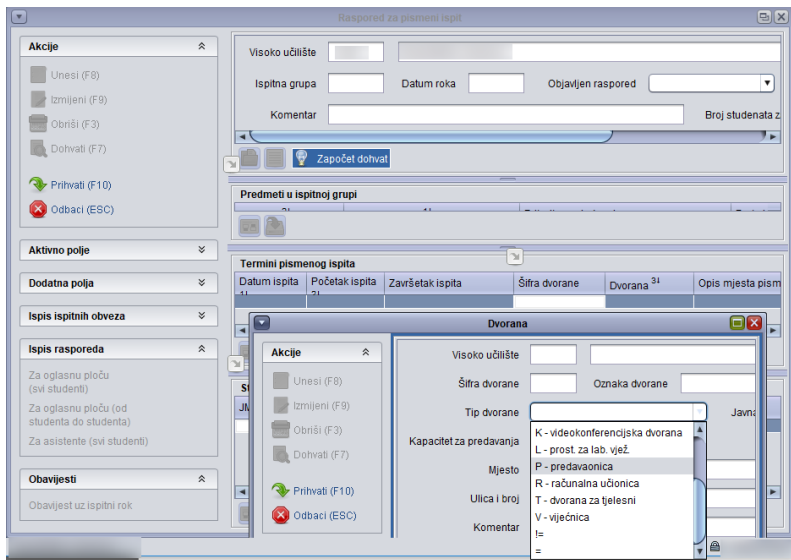 Raspored za pismeni ispit
Akcije
Unesi (F8)
Izmijeni (F9)
Obriši (F3)
Dohvati (F7)
Prihvati (F10)
Odbaci (ESC)
Aktivno polje
Dodatna polja
Ispis ispitnih obveza
Ispis rasporeda
Za oglasnu ploču
(svi studenti)
Za oglasnu ploču (od
studenta do studenta)
Za asistente (svi studenti)
Obavijesti
Obavijest uz ispitni rok
Visoko učilište
Ispitna grupa Datum roka Objavljen raspored
Komentar Broj studenata z
Započet dohvat
Predmeti u ispitnoj grupi
Termini pismenog ispita
Datum ispita Početak ispita Završetak ispita Šifra dvorane Dvorana 3 Opis mjesta pism
St
JM
Dvorana
Akcije
Unesi (F8)
Izmijeni (F9)
Obriši (F3)
Dohvati (F7)
Prihvati (F10)
Odbaci (ESC)
Visoko učilište
Šifra dvorane Oznaka dvorane
Tip dvorane Javna
Kapacitet za predavanja
Mjesto
Ulica i broj
Komentar
K - videokonferencijska dvorana
L - prost. za lab. vjež.
P - predavaonica
R - računalna učionica
T - dvorana za tjelesni
V - vijećnica
!=
=